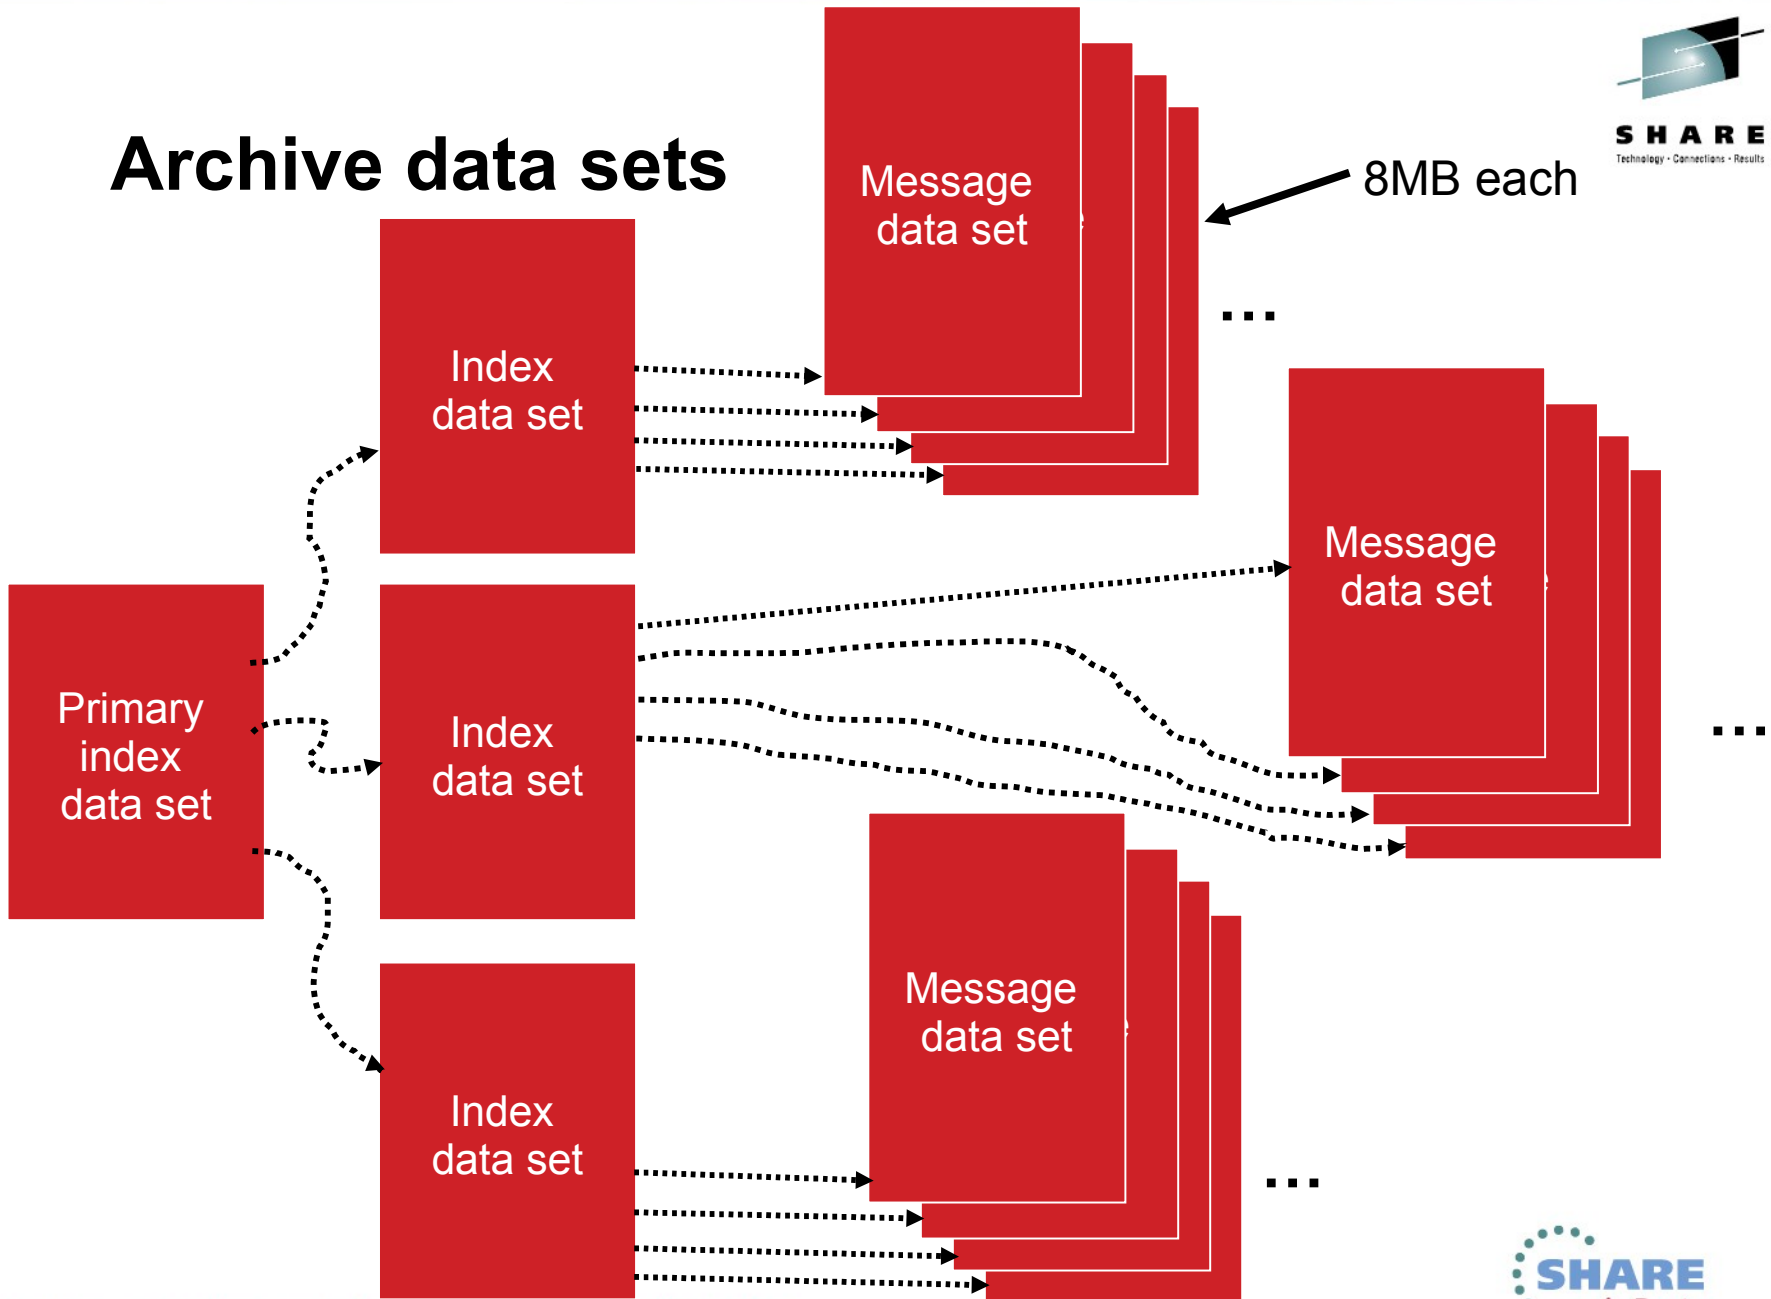 Archive data sets
SHARE
Technology · Connections · Results
8MB each
Message
data set
Index
data set
...
Message
data set
Primary
index
data set
Index
data set
...
Message
data set
Index
data set
...
SHARE